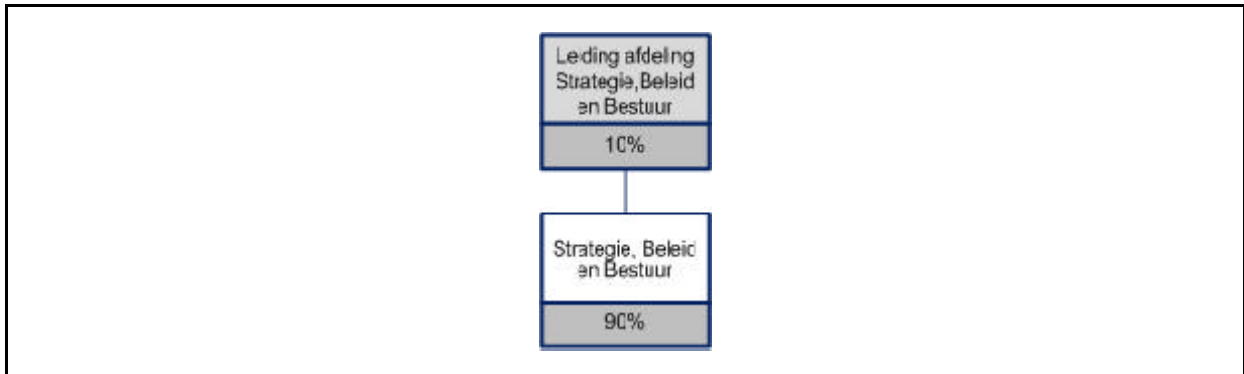 Leiding afdeling
Strategie,Beleid
en Bestuur
10%
Strategie, Beleid
en Bestuur
90%